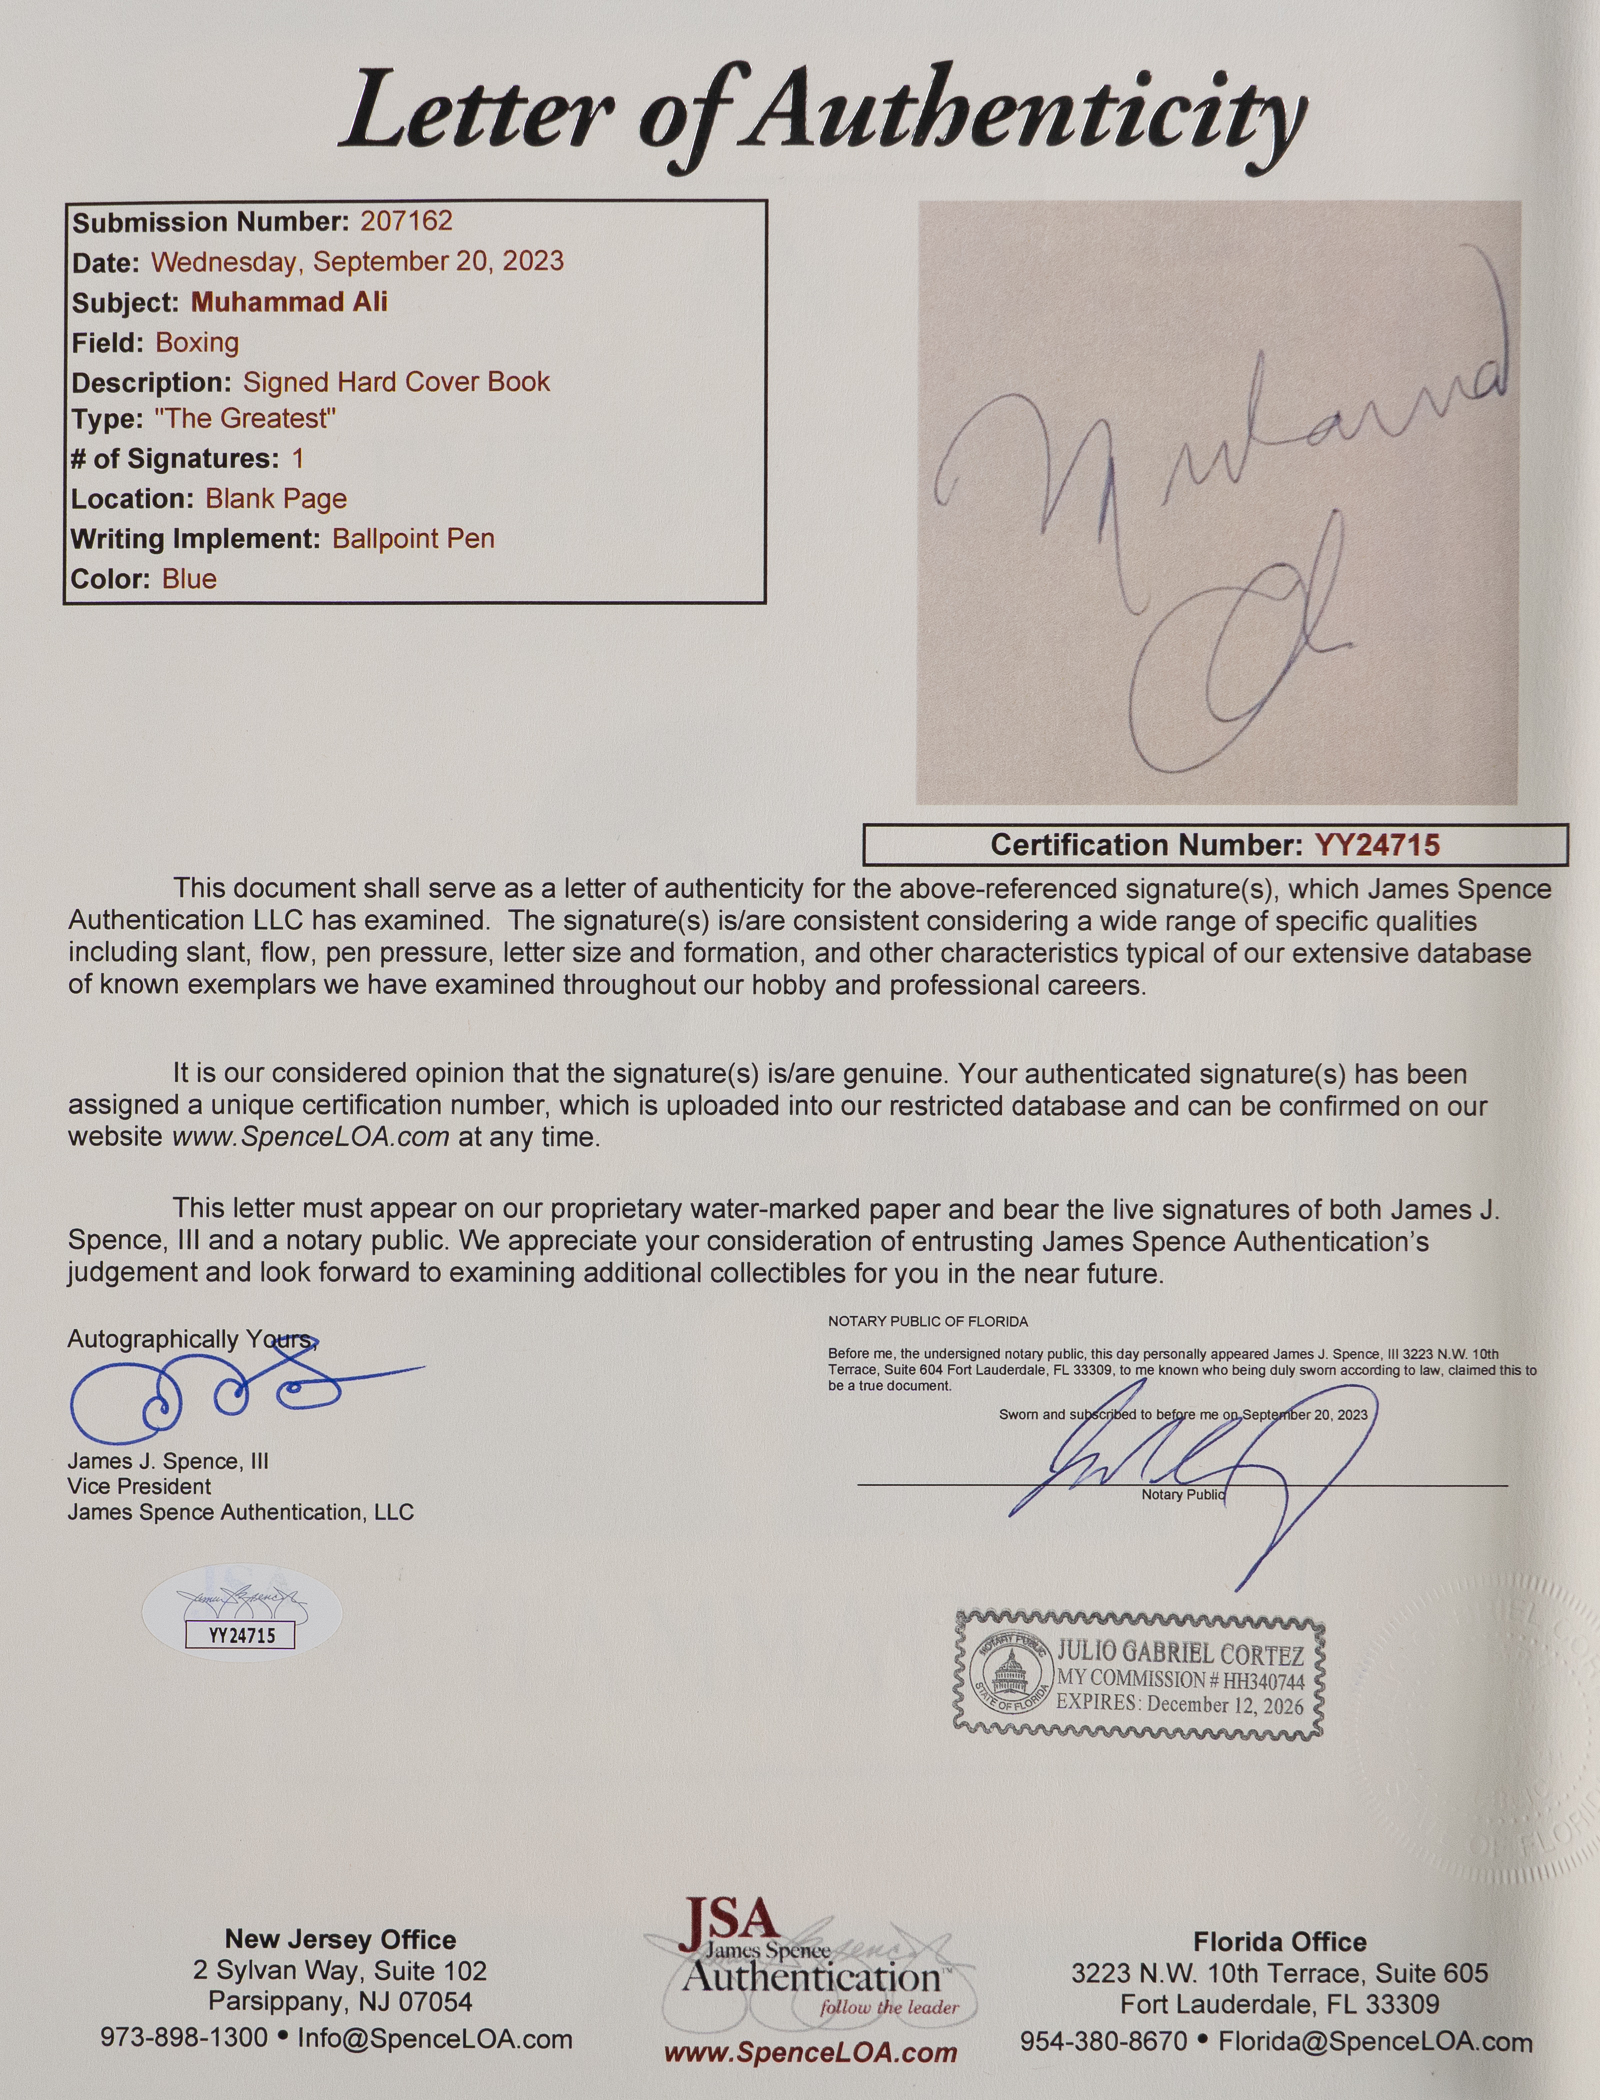 Letter of Authenticity
Submission Number: 207162
Date: Wednesday, September 20, 2023
Subject: Muhammad Ali
Field: Boxing
Description: Signed Hard Cover Book
Type: "The Greatest"
# of Signatures: 1
Location: Blank Page
Writing Implement: Ballpoint Pen
Color: Blue
Muhammad
Ali
Certification Number: YY24715
This document shall serve as a letter of authenticity for the above-referenced signature(s), which James Spence
Authentication LLC has examined. The signature(s) is/are consistent considering a wide range of specific qualities
including slant, flow, pen pressure, letter size and formation, and other characteristics typical of our extensive database
of known exemplars we have examined throughout our hobby and professional careers.
It is our considered opinion that the signature(s) is/are genuine. Your authenticated signature(s) has been
assigned a unique certification number, which is uploaded into our restricted database and can be confirmed on our
website www.SpenceLOA.com at any time.
This letter must appear on our proprietary water-marked paper and bear the live signatures of both James J.
Spence, III and a notary public. We appreciate your consideration of entrusting James Spence Authentication's
judgement and look forward to examining additional collectibles for you in the near future.
Autographically Yours,
James J. Spence, III
Vice President
James Spence Authentication, LLC
YY24715
NOTARY PUBLIC OF FLORIDA
Before me, the undersigned notary public, this day personally appeared James J. Spence, III 3223 N.W. 10th
Terrace, Suite 604 Fort Lauderdale, FL 33309, to me known who being duly sworn according to law, claimed this to
be a true document.
Sworn and subscribed to before me on September 20, 2023
Notary Public
NOTARY PUBLIC
STATE OF FLORIDA
JULIO GABRIEL CORTEZ
MY COMMISSION # HH340744
EXPIRES: December 12, 2026
New Jersey Office
2 Sylvan Way, Suite 102
Parsippany, NJ 07054
973-898-1300 • Info@SpenceLOA.com
JSA
James Spence
Authentication™
follow the leader
www.SpenceLOA.com
Florida Office
3223 N.W. 10th Terrace, Suite 605
Fort Lauderdale, FL 33309
954-380-8670 • Florida@SpenceLOA.com